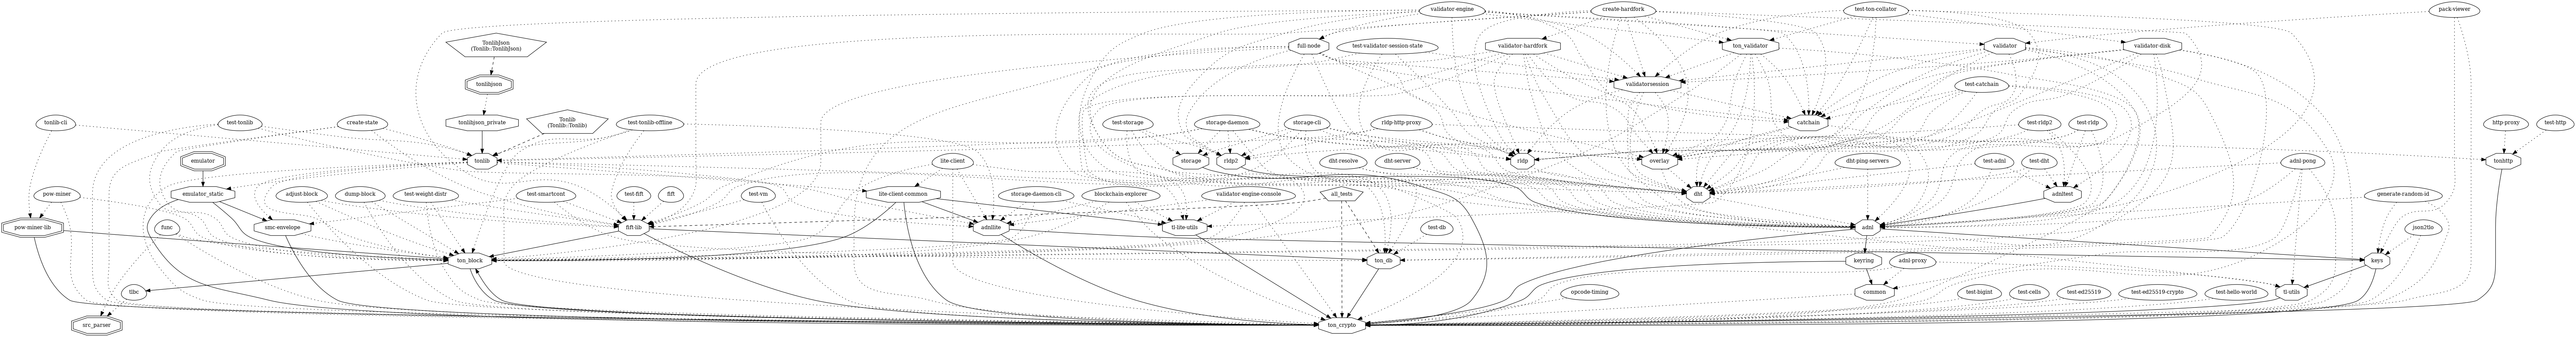 validator-engine
create-hardfork
test-ton-collator
pack-viewer
TonlibJson
(Tonlib::TonlibJson)
full-node
test-validator-session-state
validator-hardfork
ton_validator
validator
validator-disk
tonlibjson
validatorsession
test-catchain
tonlib-cli
test-tonlib
create-state
tonlibjson_private
Tonlib
(Tonlib::Tonlib)
test-tonlib-offline
test-storage
storage-daemon
storage-cli
rldp-http-proxy
catchain
test-rldp2
test-rldp
http-proxy
test-http
emulator
tonlib
lite-client
storage
rldp2
dht-resolve
dht-server
rldp
overlay
dht-ping-servers
test-adnl
test-dht
adnl-pong
tonhttp
pow-miner
emulator_static
adjust-block
dump-block
test-weight-distr
test-smartcont
test-fift
fift
test-vm
lite-client-common
storage-daemon-cli
blockchain-explorer
validator-engine-console
all_tests
dht
adnltest
generate-random-id
pow-miner-lib
func
smc-envelope
fift-lib
adnllite
tl-lite-utils
test-db
adnl
json2tlo
ton_block
ton_db
keyring
adnl-proxy
keys
tlbc
opcode-timing
common
test-bigint
test-cells
test-ed25519
test-ed25519-crypto
test-hello-world
tl-utils
src_parser
ton_crypto